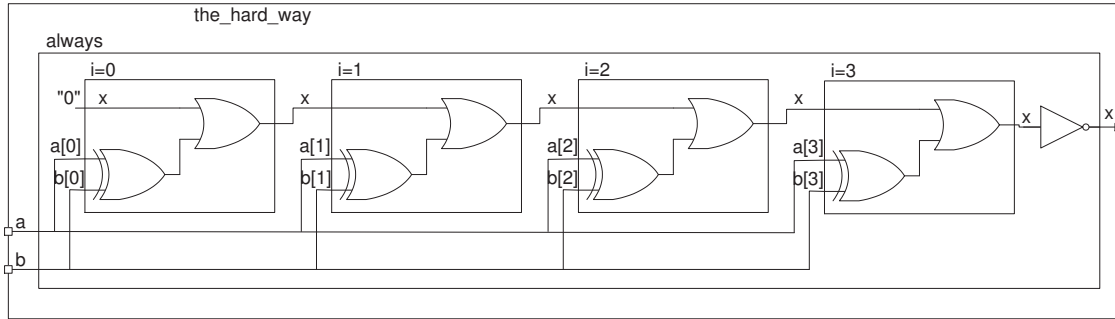 the_hard_way
always
i=0 i=1 i=2 i=3
"0" x x x x x x
a[0] a[1] a[2] a[3]
b[0] b[1] b[2] b[3]
a
b